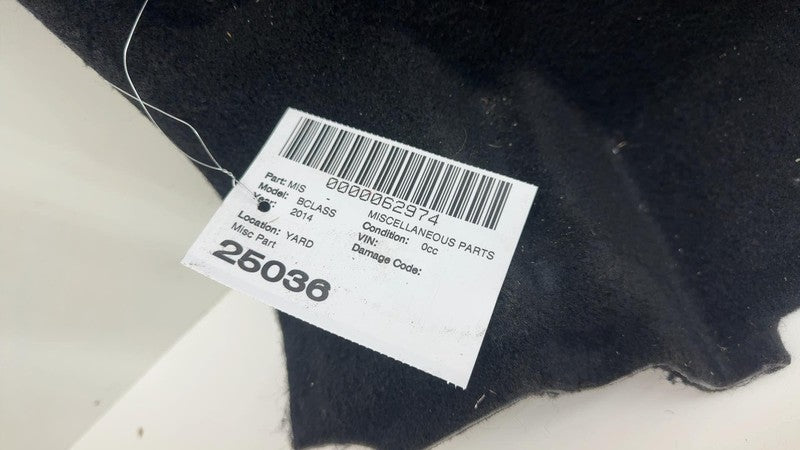 0000062974
Part: MIS - MISCELLANEOUS PARTS
Model: BCLASS Condition: 0cc
Year: 2014 VIN:
Damage Code:
Location: YARD
Misc Part
25036